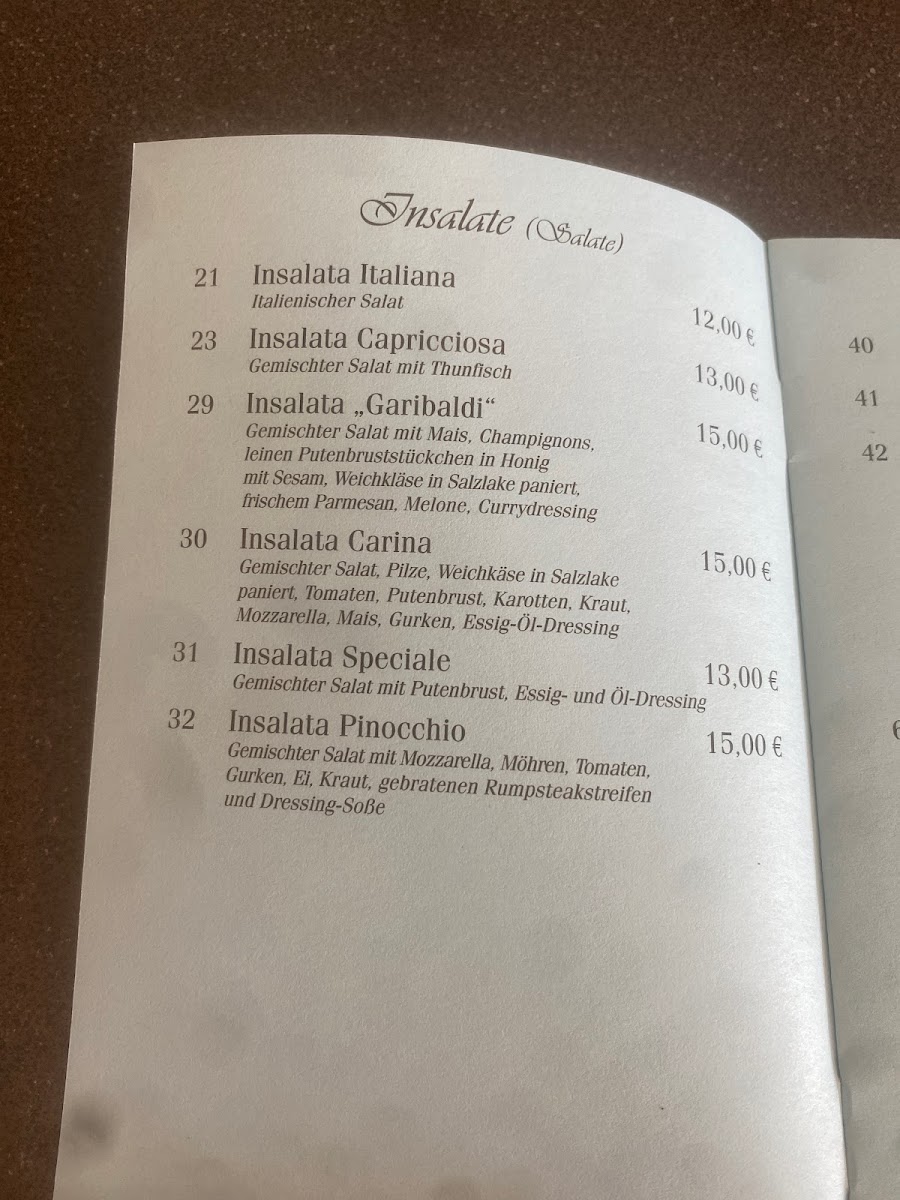 Insalate (Salate)
21 Insalata Italiana
Italienischer Salat 12,00 €
23 Insalata Capricciosa
Gemischter Salat mit Thunfisch 13,00 €
29 Insalata „Garibaldi“ 15,00 €
Gemischter Salat mit Mais, Champignons,
leinen Putenbruststückchen in Honig
mit Sesam, Weichkläse in Salzlake paniert,
frischem Parmesan, Melone, Currydressing
30 Insalata Carina 15,00 €
Gemischter Salat, Pilze, Weichkäse in Salzlake
paniert, Tomaten, Putenbrust, Karotten, Kraut,
Mozzarella, Mais, Gurken, Essig-Öl-Dressing
31 Insalata Speciale 13,00 €
Gemischter Salat mit Putenbrust, Essig- und Öl-Dressing
32 Insalata Pinocchio 15,00 €
Gemischter Salat mit Mozzarella, Möhren, Tomaten,
Gurken, Ei, Kraut, gebratenen Rumpsteakstreifen
und Dressing-Soße
40
41
42